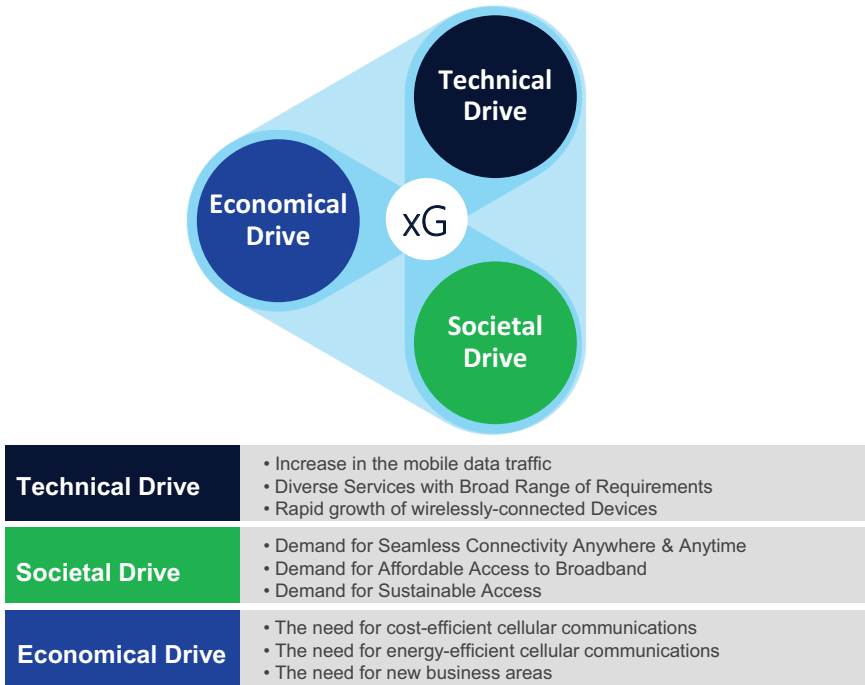 Technical
Drive
Economical
Drive
xG
Societal
Drive
Technical Drive
• Increase in the mobile data traffic
• Diverse Services with Broad Range of Requirements
• Rapid growth of wirelessly-connected Devices
Societal Drive
• Demand for Seamless Connectivity Anywhere & Anytime
• Demand for Affordable Access to Broadband
• Demand for Sustainable Access
Economical Drive
• The need for cost-efficient cellular communications
• The need for energy-efficient cellular communications
• The need for new business areas